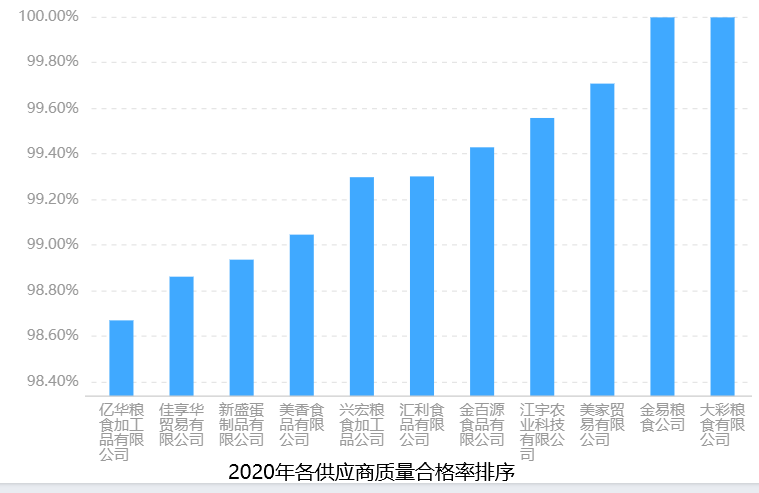 100.00%
99.80%
99.60%
99.40%
99.20%
99.00%
98.80%
98.60%
98.40%
亿华粮
食加工
品有限
公司
佳享华
贸易有
限公司
新盛蛋
制品有
限公司
美香食
品有限
公司
兴宏粮
食加工
品公司
汇利食
品有限
公司
金百源
食品有
限公司
江宇农
业科技
有限公
司
美家贸
易有限
公司
金易粮
食公司
大彩粮
食有限
公司
2020年各供应商质量合格率排序